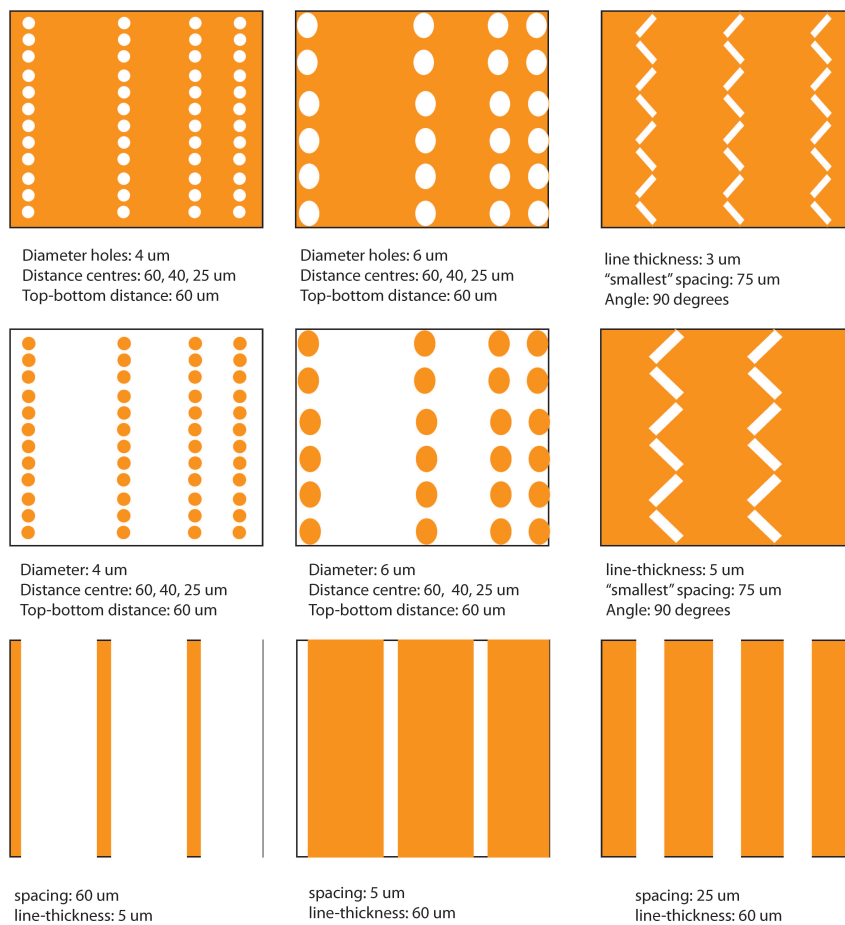 Diameter holes: 4 um
Distance centres: 60, 40, 25 um
Top-bottom distance: 60 um
Diameter holes: 6 um
Distance centres: 60, 40, 25 um
Top-bottom distance: 60 um
line thickness: 3 um
“smallest” spacing: 75 um
Angle: 90 degrees
Diameter: 4 um
Distance centre: 60, 40, 25 um
Top-bottom distance: 60 um
Diameter: 6 um
Distance centre: 60, 40, 25 um
Top-bottom distance: 60 um
line-thickness: 5 um
“smallest” spacing: 75 um
Angle: 90 degrees
spacing: 60 um
line-thickness: 5 um
spacing: 5 um
line-thickness: 60 um
spacing: 25 um
line-thickness: 60 um